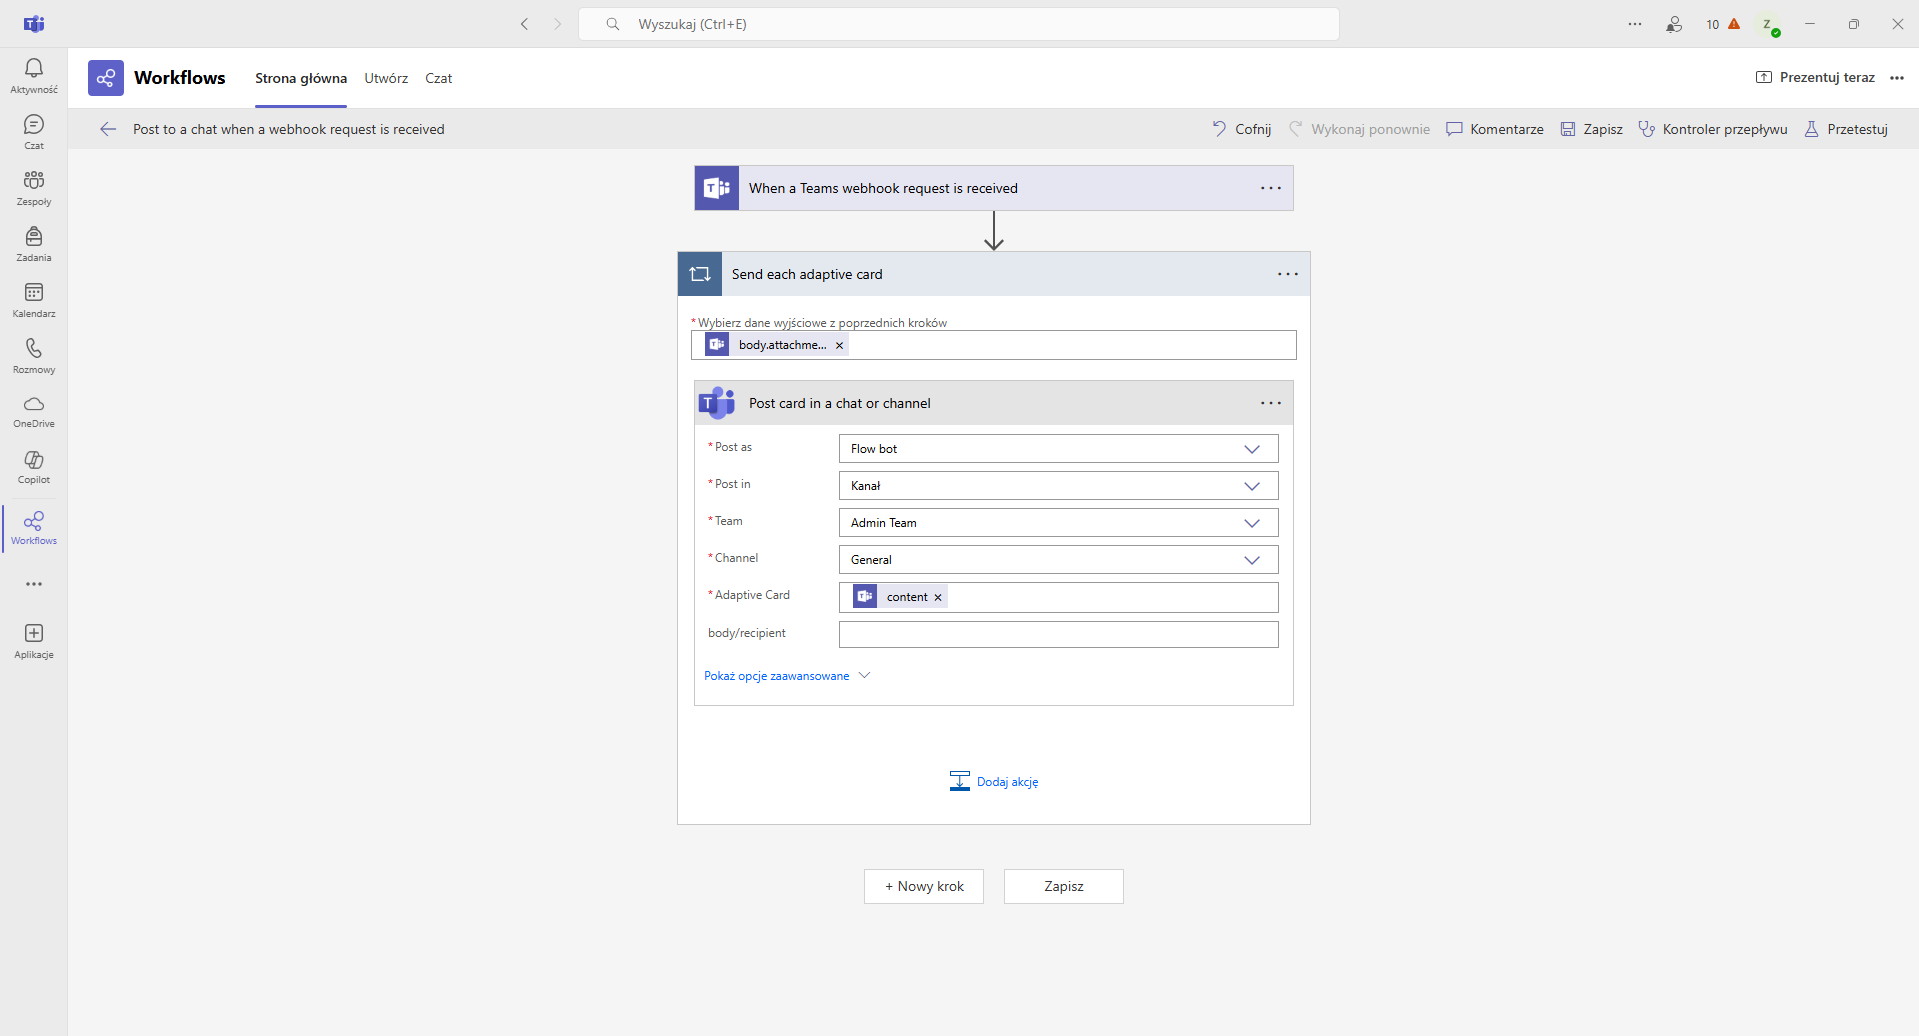 Wyszukaj (Ctrl+E)
10
Z
Aktywność
Czat
Zespoły
Zadania
Kalendarz
Rozmowy
OneDrive
Copilot
Workflows
Aplikacje
Workflows
Strona główna
Utwórz
Czat
Prezentuj teraz
Post to a chat when a webhook request is received
Cofnij
Wykonaj ponownie
Komentarze
Zapisz
Kontroler przepływu
Przetestuj
T
When a Teams webhook request is received
Send each adaptive card
* Wybierz dane wyjściowe z poprzednich kroków
body.attachme... ×
T
Post card in a chat or channel
* Post as
Flow bot
* Post in
Kanał
* Team
Admin Team
* Channel
General
* Adaptive Card
content ×
body/recipient
Pokaż opcje zaawansowane
Dodaj akcję
+ Nowy krok
Zapisz